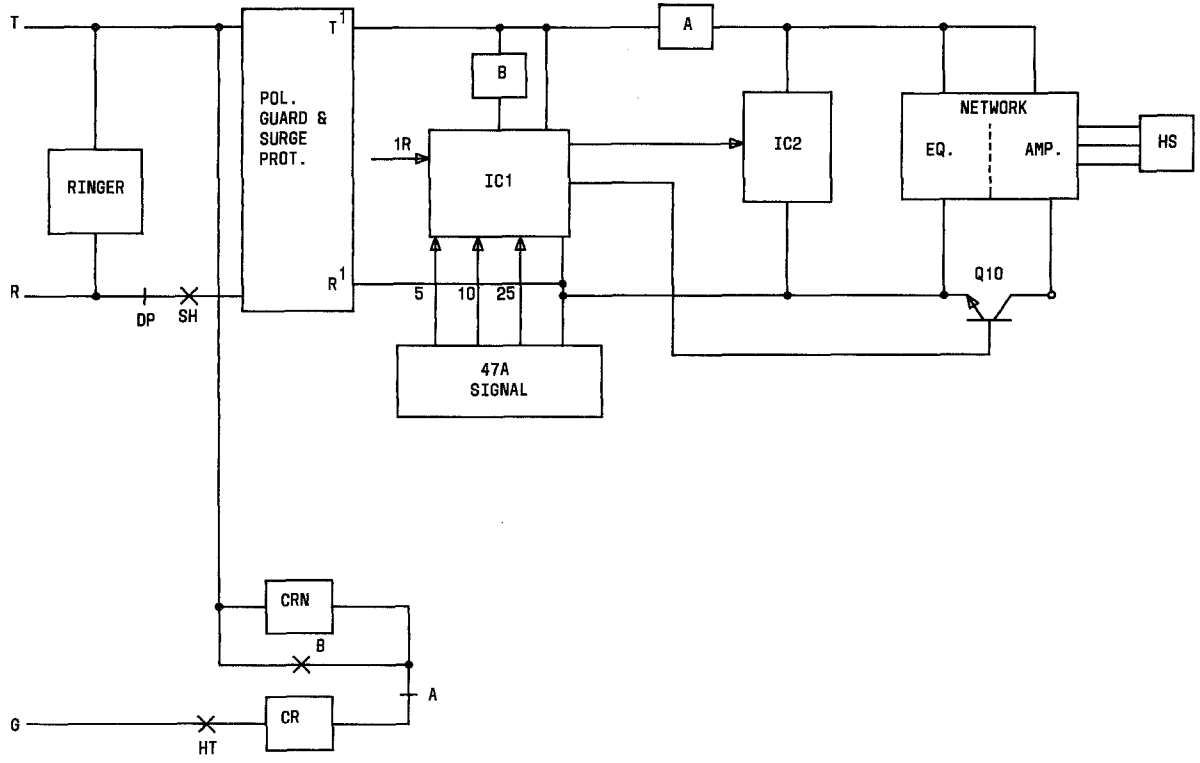 T
POL.
GUARD &
SURGE
PROT.
T1
R1
A
B
1R
IC1
IC2
NETWORK
EQ.
AMP.
HS
RINGER
R
DP
SH
5
10
25
47A
SIGNAL
Q10
CRN
B
A
G
HT
CR